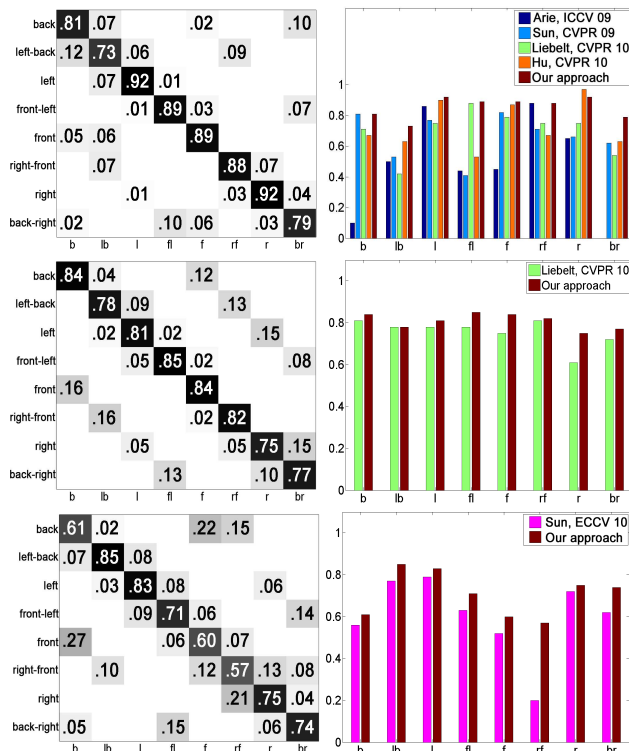 back .81 .07 .02 .10
left-back .12 .73 .06 .09
left .07 .92 .01
front-left .01 .89 .03 .07
front .05 .06 .89
right-front .07 .88 .07
right .01 .03 .92 .04
back-right .02 .10 .06 .03 .79
b lb l fl f rf r br
Arie, ICCV 09
Sun, CVPR 09
Liebelt, CVPR 10
Hu, CVPR 10
Our approach
1
0.8
0.6
0.4
0.2
0
b lb l fl f rf r br
back .84 .04 .12
left-back .78 .09 .13
left .02 .81 .02 .15
front-left .05 .85 .02 .08
front .16 .84
right-front .16 .02 .82
right .05 .05 .75 .15
back-right .13 .10 .77
b lb l fl f rf r br
Liebelt, CVPR 10
Our approach
1
0.8
0.6
0.4
0.2
0
b lb l fl f rf r br
back .61 .02 .22 .15
left-back .07 .85 .08
left .03 .83 .08 .06
front-left .09 .71 .06 .14
front .27 .06 .60 .07
right-front .10 .12 .57 .13 .08
right .21 .75 .04
back-right .05 .15 .06 .74
b lb l fl f rf r br
Sun, ECCV 10
Our approach
1
0.8
0.6
0.4
0.2
0
b lb l fl f rf r br